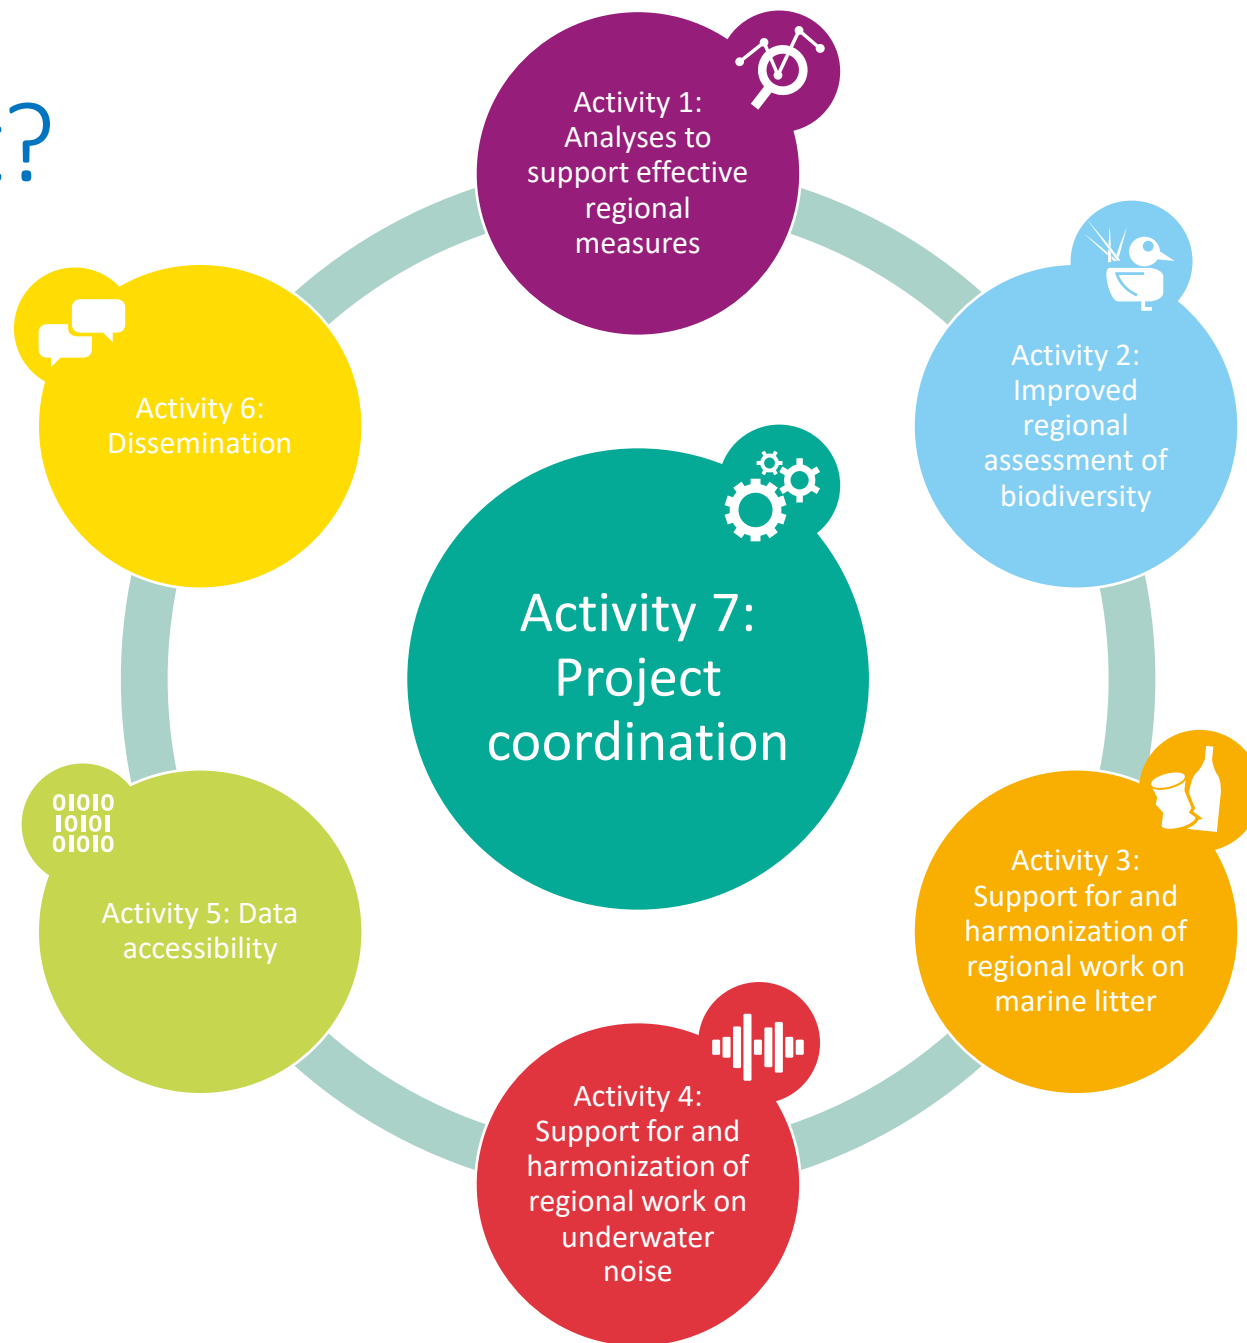 t?
Activity 1:
Analyses to
support effective
regional
measures
Activity 2:
Improved
regional
assessment of
biodiversity
Activity 3:
Support for and
harmonization of
regional work on
marine litter
Activity 4:
Support for and
harmonization of
regional work on
underwater
noise
Activity 5: Data
accessibility
01010
10101
01010
Activity 6:
Dissemination
Activity 7:
Project
coordination